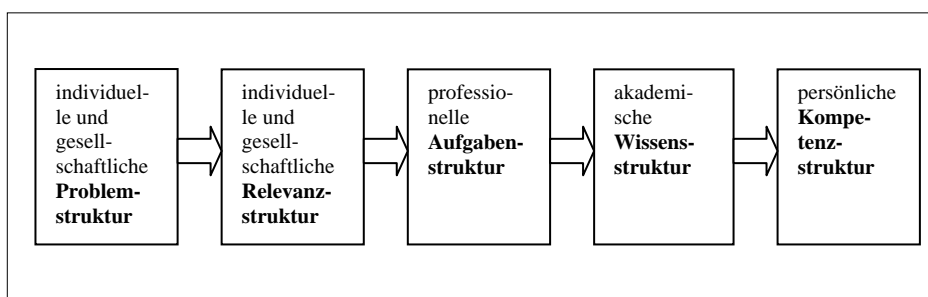 individuel-
le und
gesell-
schaftliche
Problem-
struktur
individuel-
le und
gesell-
schaftliche
Relevanz-
struktur
professio-
nelle
Aufgaben-
struktur
akademi-
sche
Wissens-
struktur
persönliche
Kompe-
tenz-
struktur